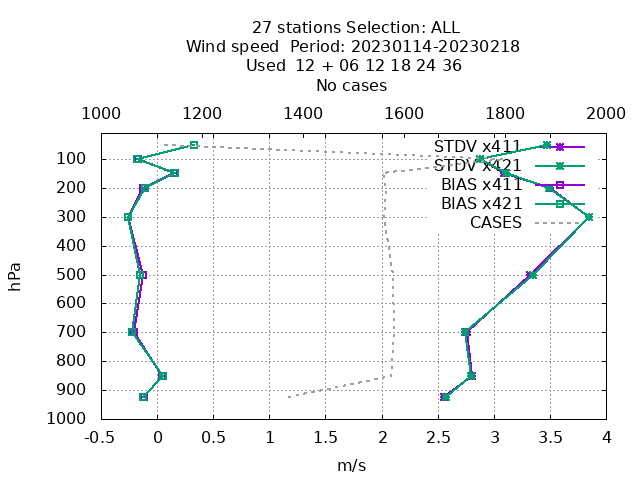 27 stations Selection: ALL
Wind speed  Period: 20230114-20230218
Used  12 + 06 12 18 24 36
No cases
1000 1200 1400 1600 1800 2000
STDV x411
STDV x421
BIAS x411
BIAS x421
CASES
100
200
300
400
500
600
700
800
900
1000
hPa
-0.5 0 0.5 1 1.5 2 2.5 3 3.5 4
m/s